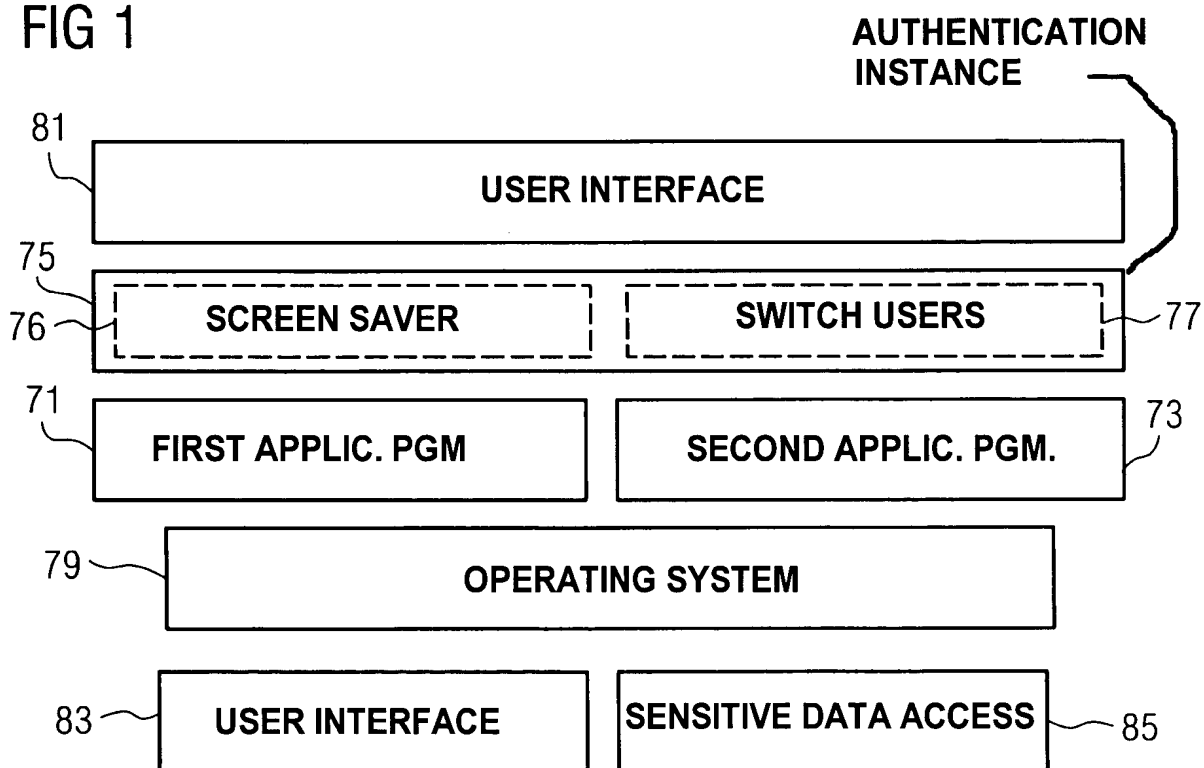 FIG 1
AUTHENTICATION
INSTANCE
81
USER INTERFACE
75
76
SCREEN SAVER
SWITCH USERS
77
71
FIRST APPLIC. PGM
SECOND APPLIC. PGM.
73
79
OPERATING SYSTEM
83
USER INTERFACE
SENSITIVE DATA ACCESS
85